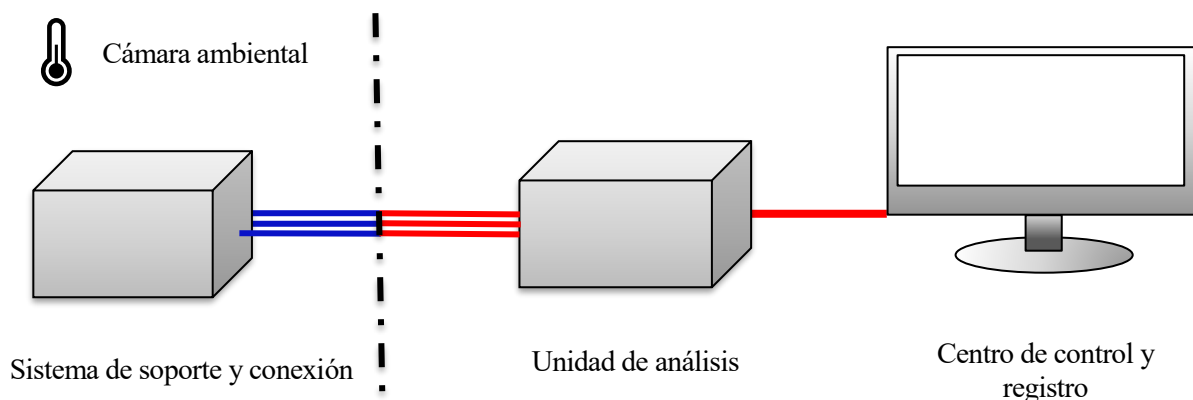 Cámara ambiental
Sistema de soporte y conexión
Unidad de análisis
Centro de control y
registro